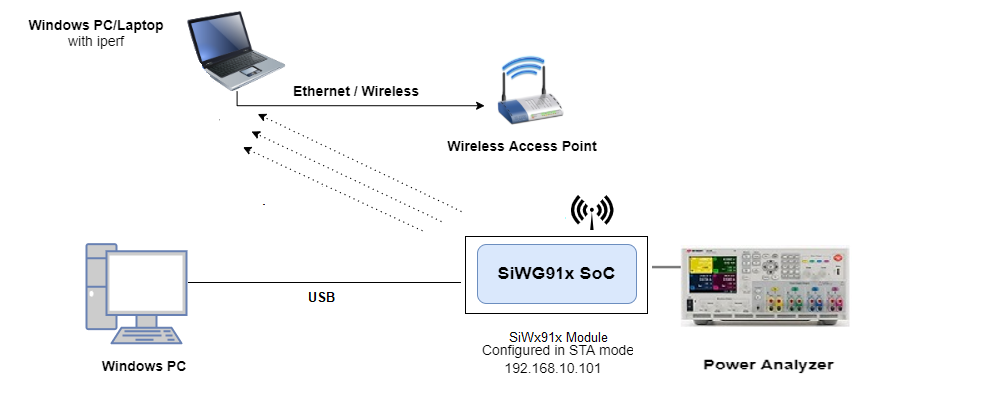 Windows PC/Laptop
with iperf
Ethernet / Wireless
Wireless Access Point
SiWG91x SoC
USB
SiWx91x Module
Configured in STA mode
192.168.10.101
Windows PC
Power Analyzer